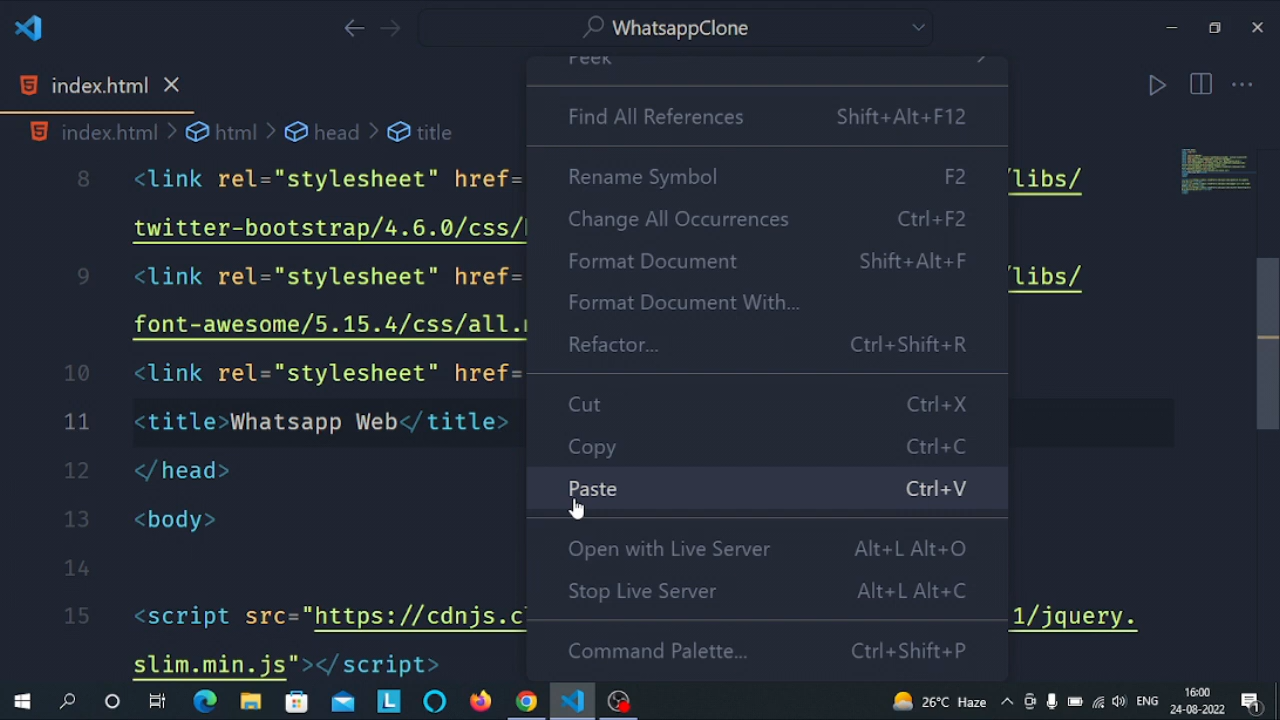 WhatsappClone
index.html
index.html > html > head > title
Peek
Find All References Shift+Alt+F12
Rename Symbol F2
Change All Occurrences Ctrl+F2
Format Document Shift+Alt+F
Format Document With...
Refactor... Ctrl+Shift+R
Cut Ctrl+X
Copy Ctrl+C
Paste Ctrl+V
Open with Live Server Alt+L Alt+O
Stop Live Server Alt+L Alt+C
Command Palette... Ctrl+Shift+P
8 <link rel="stylesheet" href= /libs/
twitter-bootstrap/4.6.0/css/
9 <link rel="stylesheet" href= /libs/
font-awesome/5.15.4/css/all.
10 <link rel="stylesheet" href=
11 <title>Whatsapp Web</title>
12 </head>
13 <body>
14
15 <script src="https://cdnjs.c 1/jquery.
slim.min.js"></script>
26°C Haze
ENG
16:00
24-08-2022
1